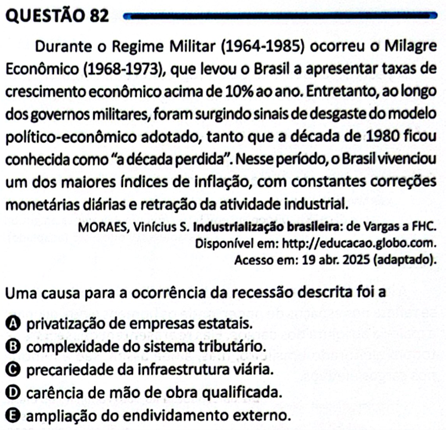 QUESTÃO 82
Durante o Regime Militar (1964-1985) ocorreu o Milagre
Econômico (1968-1973), que levou o Brasil a apresentar taxas de
crescimento econômico acima de 10% ao ano. Entretanto, ao longo
dos governos militares, foram surgindo sinais de desgaste do modelo
político-econômico adotado, tanto que a década de 1980 ficou
conhecida como “a década perdida”. Nesse período, o Brasil vivenciou
um dos maiores índices de inflação, com constantes correções
monetárias diárias e retração da atividade industrial.
MORAES, Vinícius S. Industrialização brasileira: de Vargas a FHC.
Disponível em: http://educacao.globo.com.
Acesso em: 19 abr. 2025 (adaptado).
Uma causa para a ocorrência da recessão descrita foi a
A privatização de empresas estatais.
B complexidade do sistema tributário.
C precariedade da infraestrutura viária.
D carência de mão de obra qualificada.
E ampliação do endividamento externo.